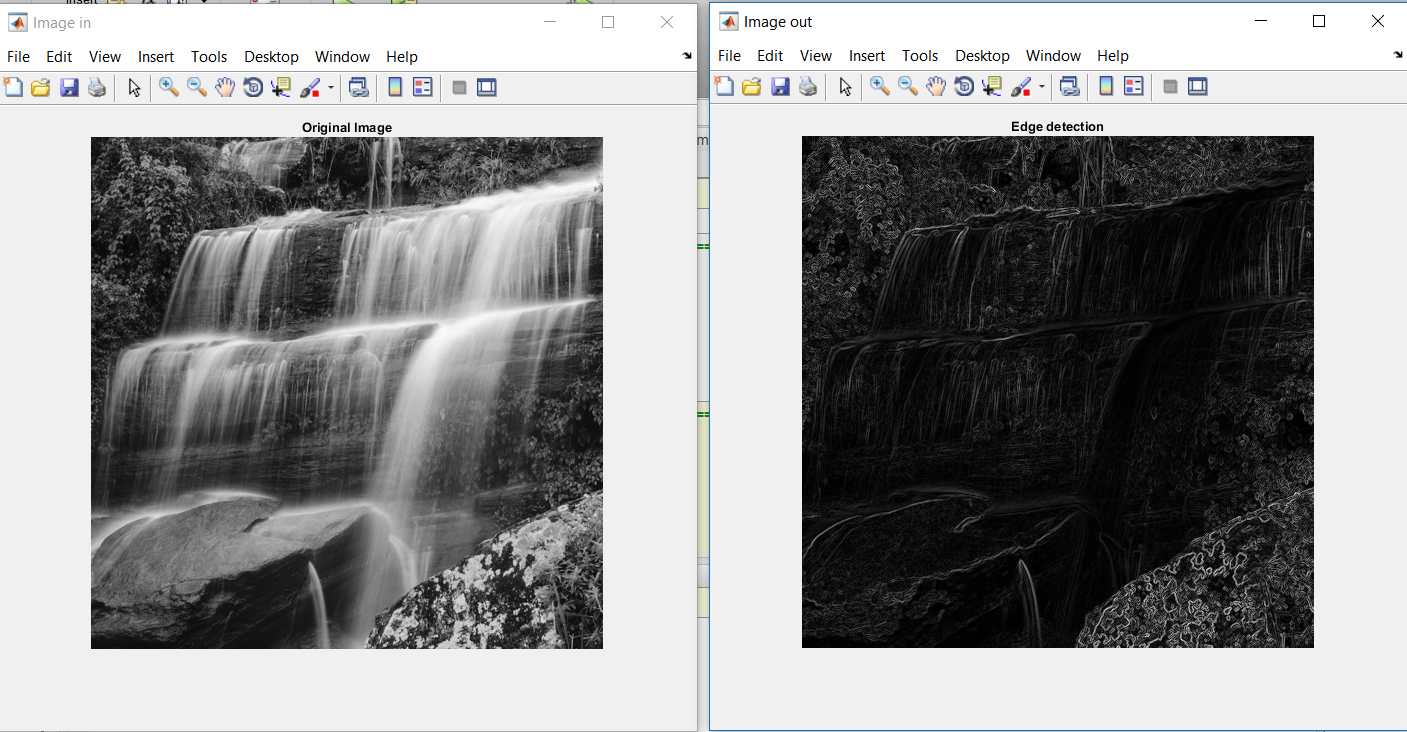 Insert
Image in
File Edit View Insert Tools Desktop Window Help
Original Image
m
==
==
Image out
File Edit View Insert Tools Desktop Window Help
Edge detection